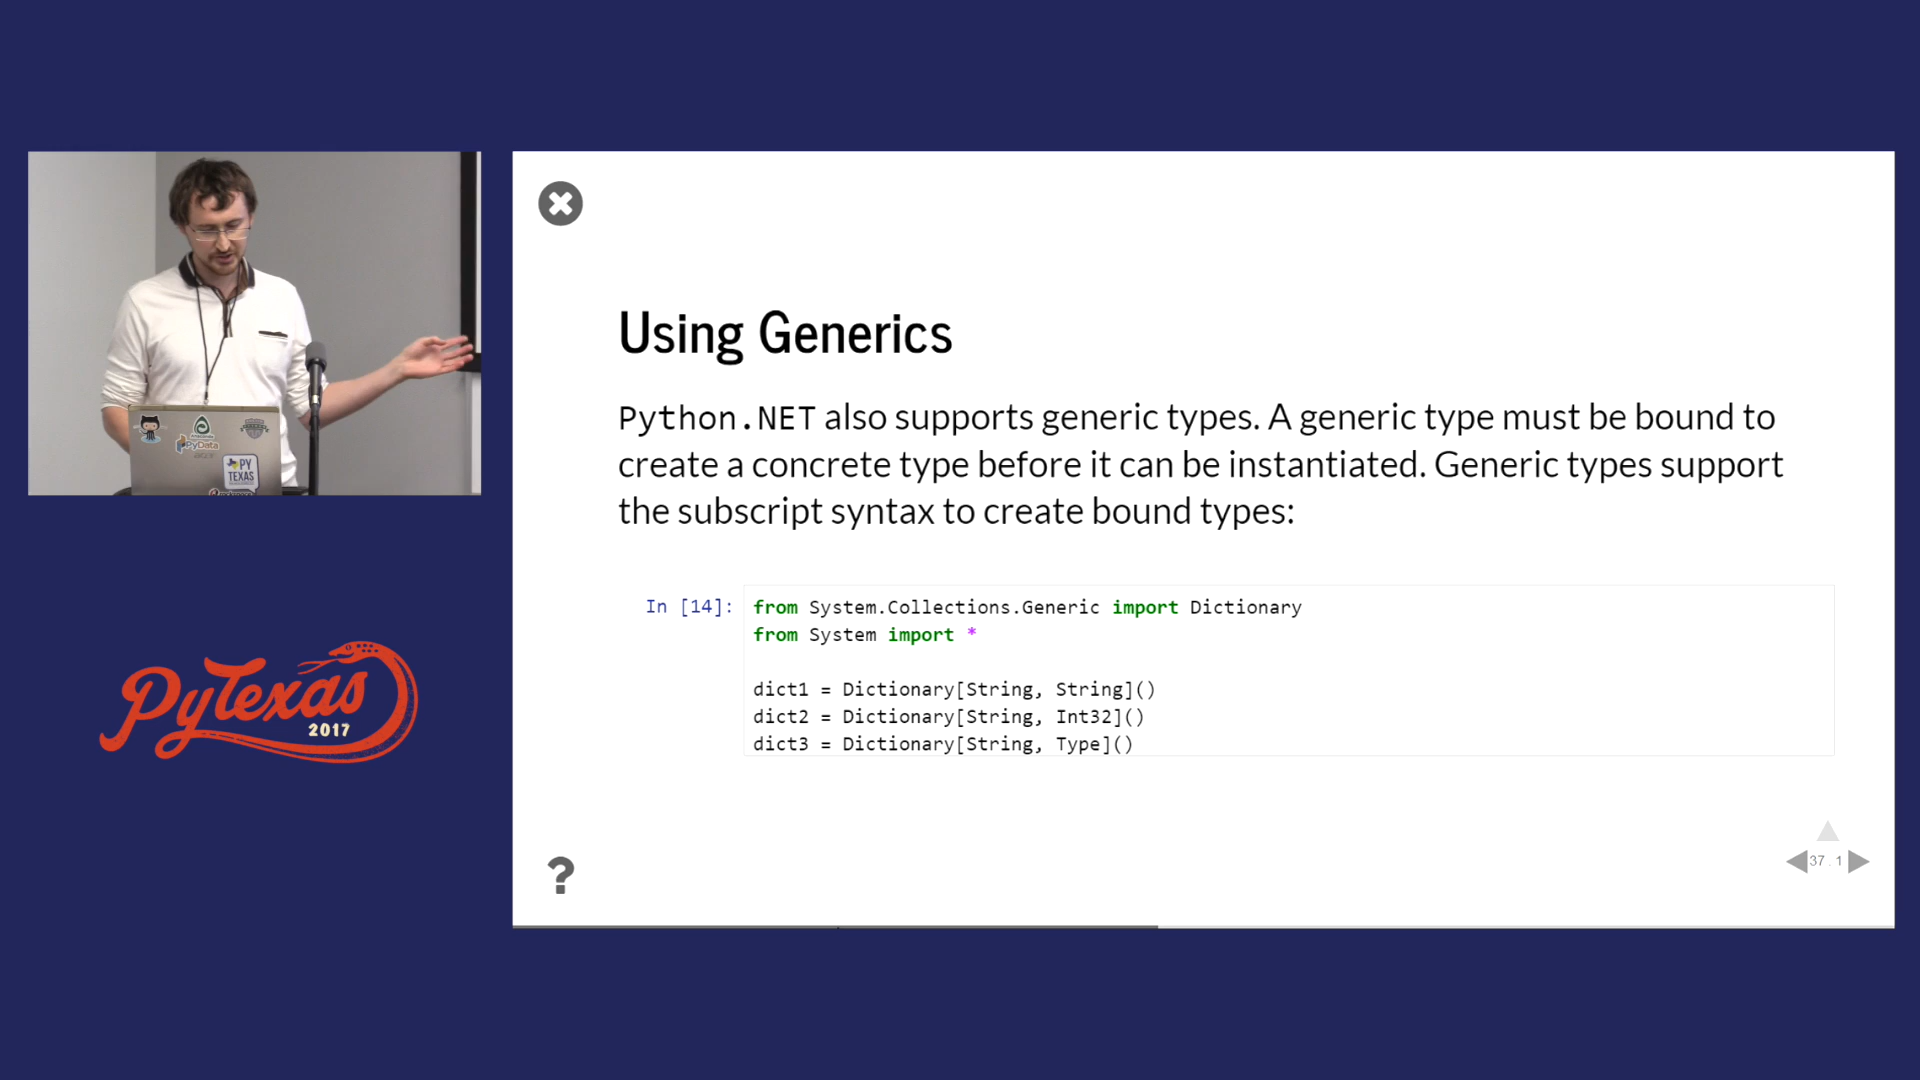 Using Generics
Python.NET also supports generic types. A generic type must be bound to
create a concrete type before it can be instantiated. Generic types support
the subscript syntax to create bound types:
In [14]:
from System.Collections.Generic import Dictionary
from System import *
dict1 = Dictionary[String, String]()
dict2 = Dictionary[String, Int32]()
dict3 = Dictionary[String, Type]()
?
37.1
PyData
PY
TEXAS
PyTexas
2017